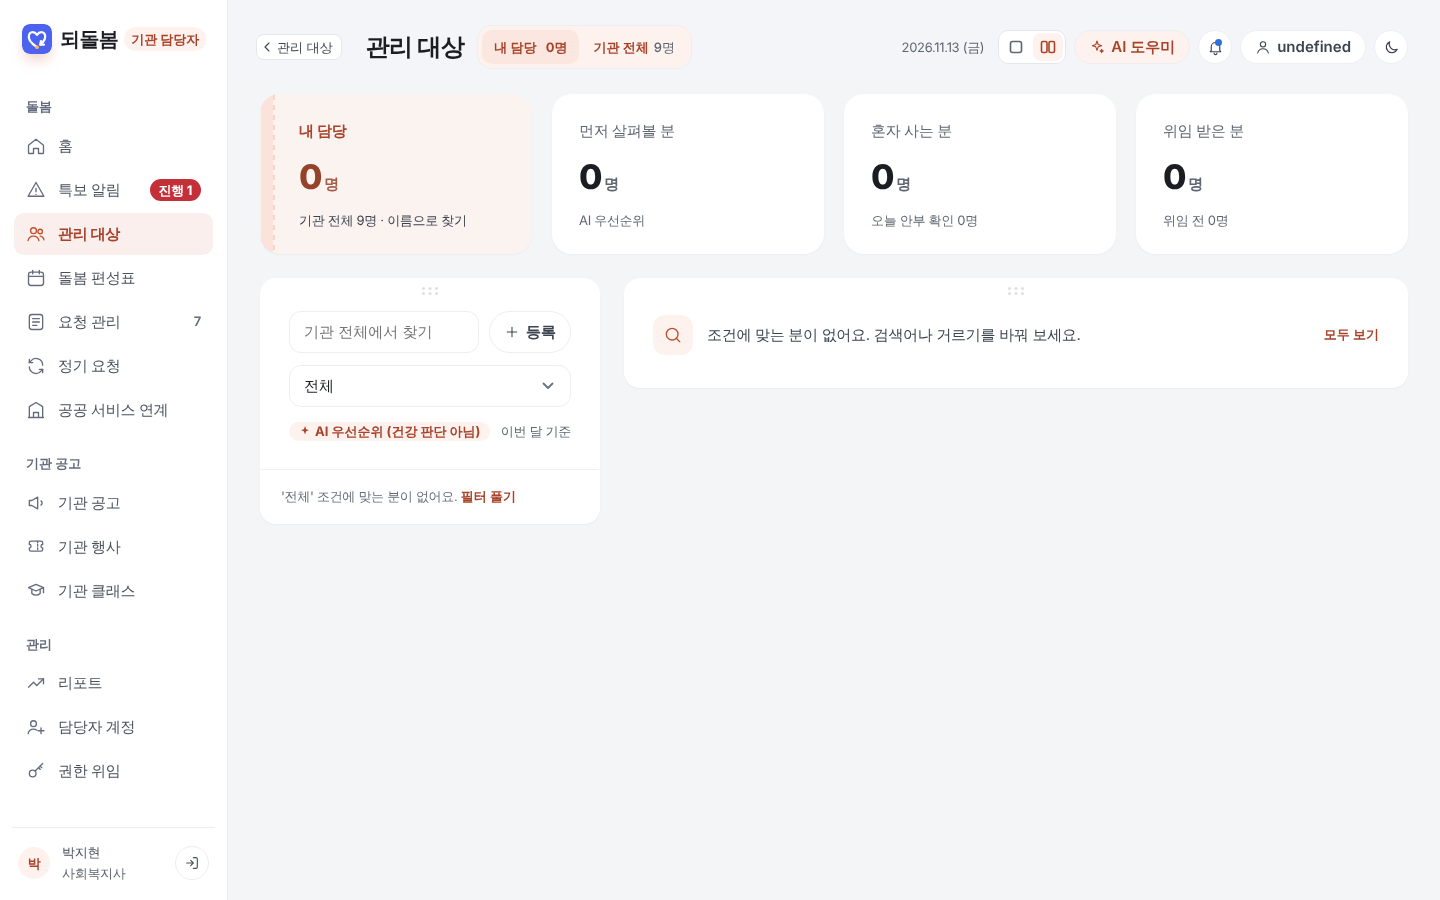 되돌봄 기관 담당자
돌봄
홈
특보 알림 진행 1
관리 대상
돌봄 편성표
요청 관리 7
정기 요청
공공 서비스 연계
기관 공고
기관 공고
기관 행사
기관 클래스
관리
리포트
담당자 계정
권한 위임
박 박지현
사회복지사
관리 대상 관리 대상 내 담당 0명 기관 전체 9명 2026.11.13 (금) AI 도우미 undefined
내 담당
0명
기관 전체 9명 · 이름으로 찾기
먼저 살펴볼 분
0명
AI 우선순위
혼자 사는 분
0명
오늘 안부 확인 0명
위임 받은 분
0명
위임 전 0명
기관 전체에서 찾기 등록
전체
AI 우선순위 (건강 판단 아님) 이번 달 기준
'전체' 조건에 맞는 분이 없어요. 필터 풀기
조건에 맞는 분이 없어요. 검색어나 거르기를 바꿔 보세요. 모두 보기